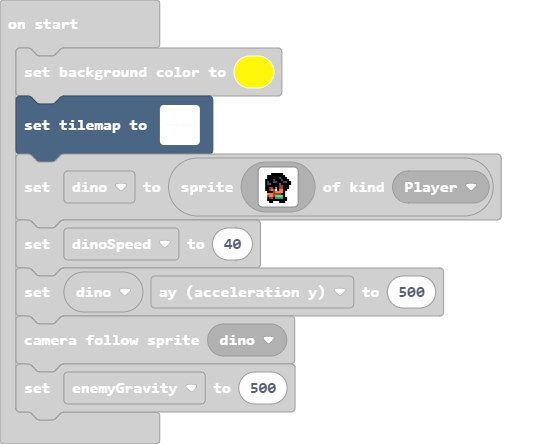 on start
set background color to
set tilemap to
set dino to sprite of kind Player
set dinoSpeed to 40
set dino ay (acceleration y) to 500
camera follow sprite dino
set enemyGravity to 500